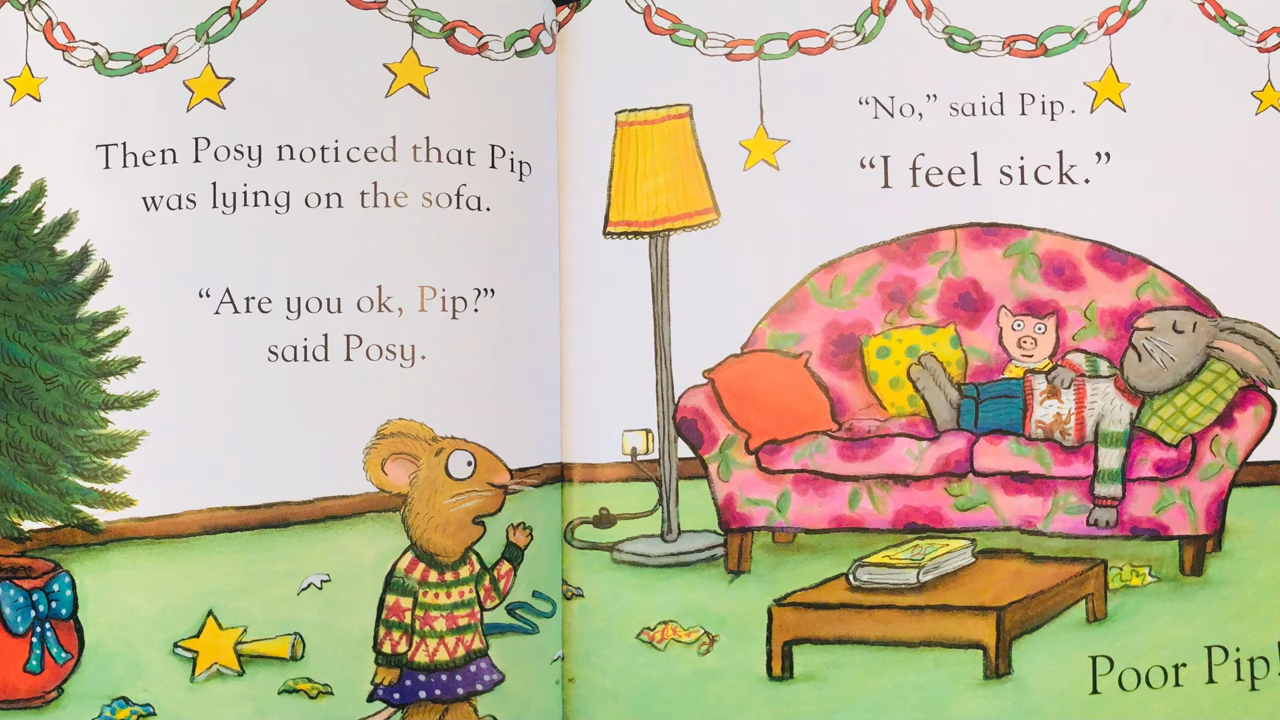 Then Posy noticed that Pip
was lying on the sofa.
“Are you ok, Pip?”
said Posy.
“No,” said Pip.
“I feel sick.”
Poor Pip!